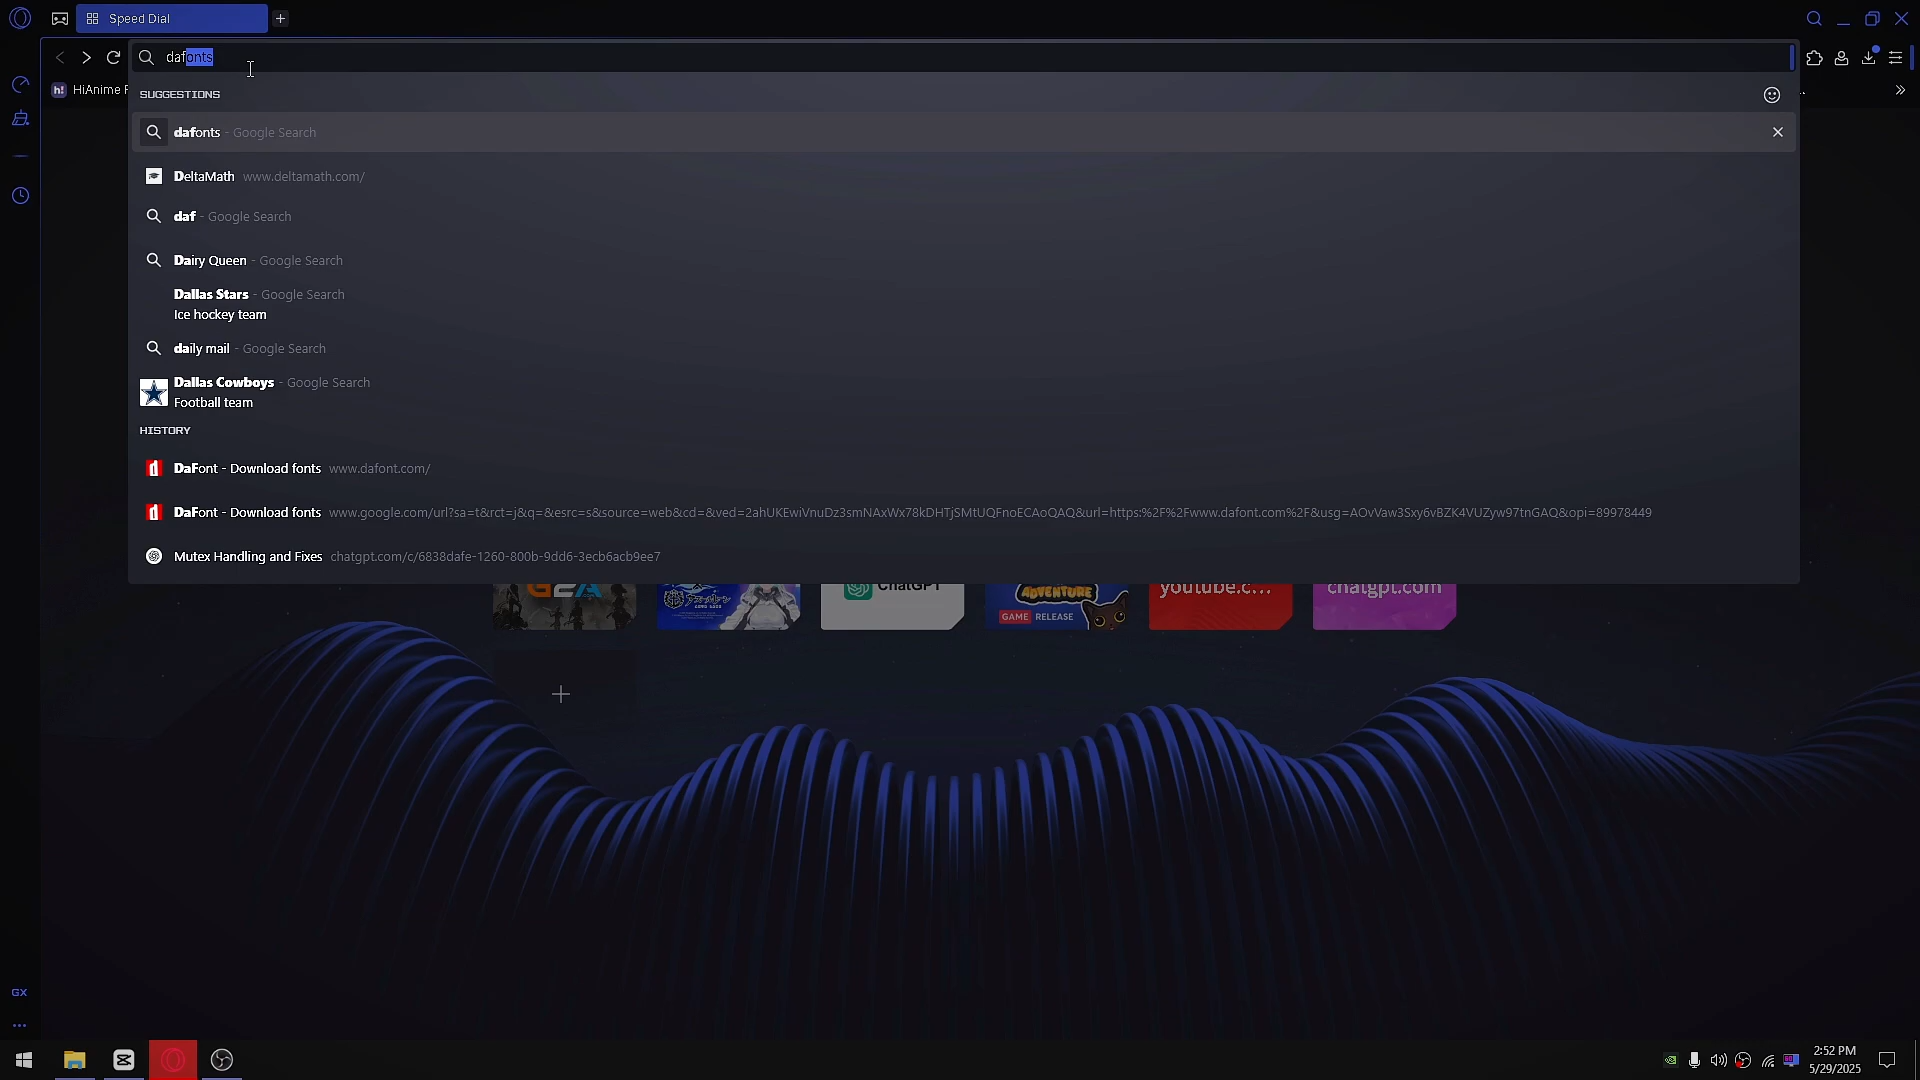 Speed Dial
dafonts
h! HiAnime
SUGGESTIONS
dafonts - Google Search
DeltaMath www.deltamath.com/
daf - Google Search
Dairy Queen - Google Search
Dallas Stars - Google Search
Ice hockey team
daily mail - Google Search
Dallas Cowboys - Google Search
Football team
HISTORY
DaFont - Download fonts www.dafont.com/
DaFont - Download fonts www.google.com/url?sa=t&rct=j&q=&esrc=s&source=web&cd=&ved=2ahUKEwiVnuDz3smNAxWx78kDHTjSMtUQFnoECAoQAQ&url=https:%2F%2Fwww.dafont.com%2F&usg=AOvVaw3Sxy6vBZK4VUZyw97tnGAQ&opi=89978449
Mutex Handling and Fixes chatgpt.com/c/6838dafe-1260-800b-9dd6-3ecb6acb9ee7
G2A
ChatGPT
ADVENTURE
GAME RELEASE
youtube.c...
chatgpt.com
GX
2:52 PM
5/29/2025